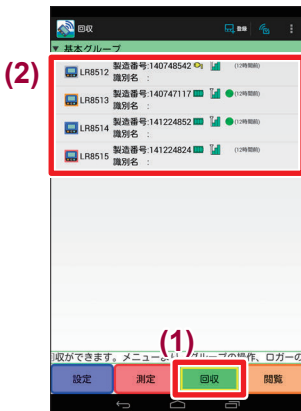 回収
登録
▼ 基本グループ
(2)
LR8512 製造番号:140748542 (12時間前)
識別名 :
LR8513 製造番号:140747117 (12時間前)
識別名 :
LR8514 製造番号:141224852 (12時間前)
識別名 :
LR8515 製造番号:141224824 (12時間前)
識別名 :
(1)
回収ができます。メニューより、グループの操作、ロガーの
設定 測定 回収 閲覧